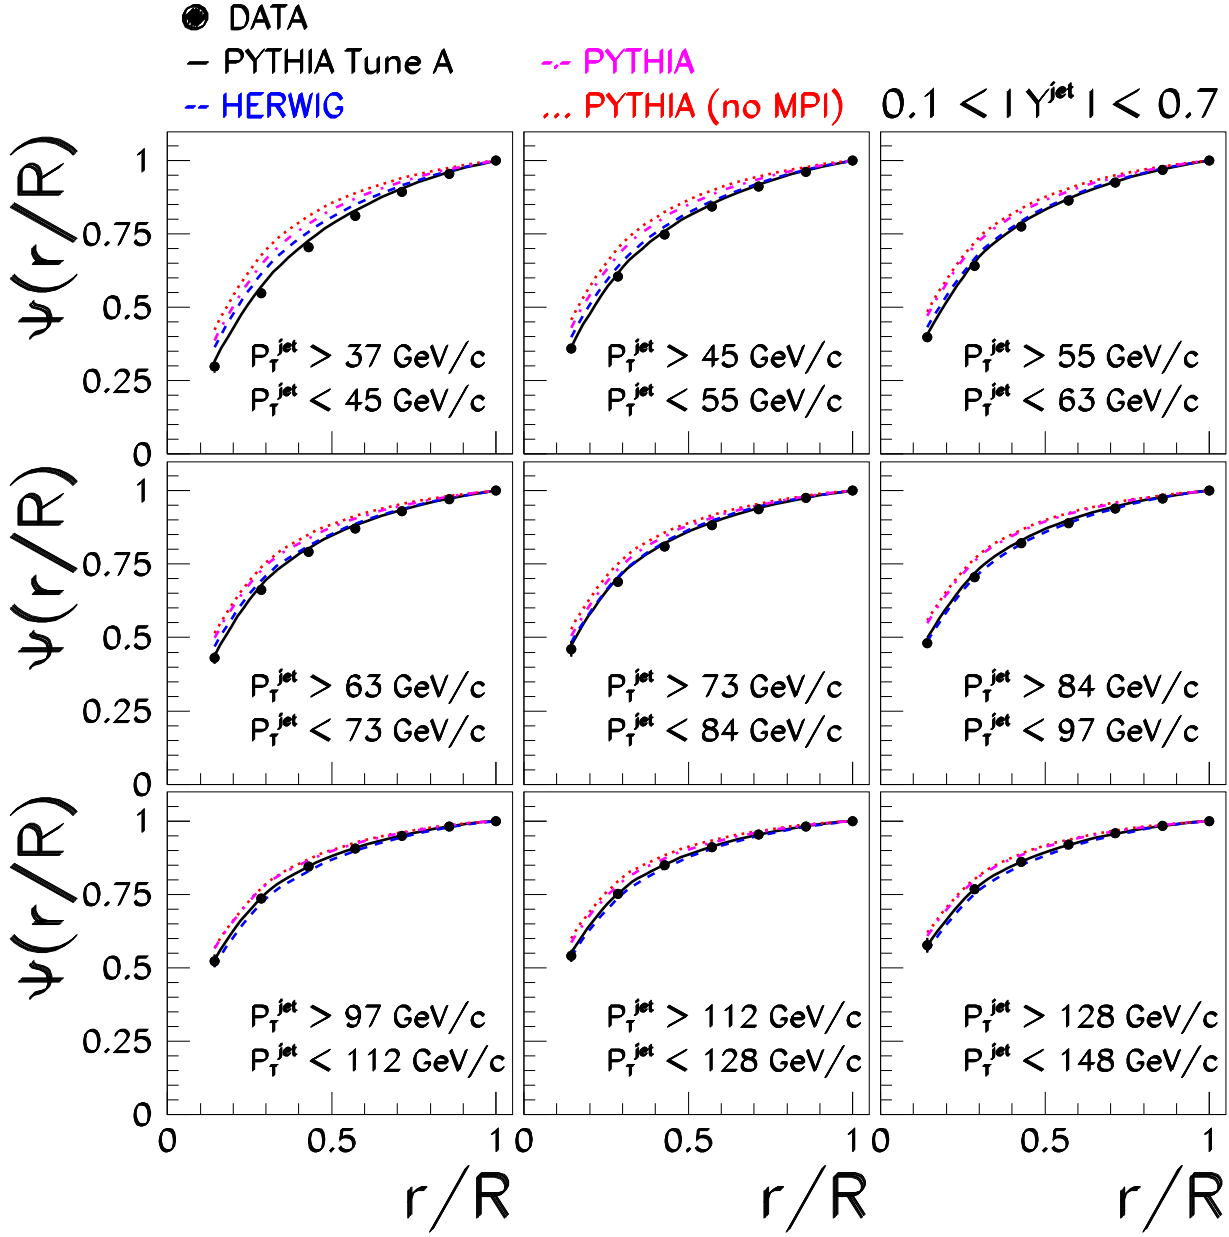 DATA
PYTHIA Tune A
PYTHIA
HERWIG
PYTHIA (no MPI)
0.1 < | Y^jet | < 0.7
ψ(r/R)
1
0.75
0.5
0.25
0
P_T^jet > 37 GeV/c
P_T^jet < 45 GeV/c
P_T^jet > 45 GeV/c
P_T^jet < 55 GeV/c
P_T^jet > 55 GeV/c
P_T^jet < 63 GeV/c
ψ(r/R)
1
0.75
0.5
0.25
0
P_T^jet > 63 GeV/c
P_T^jet < 73 GeV/c
P_T^jet > 73 GeV/c
P_T^jet < 84 GeV/c
P_T^jet > 84 GeV/c
P_T^jet < 97 GeV/c
ψ(r/R)
1
0.75
0.5
0.25
0
P_T^jet > 97 GeV/c
P_T^jet < 112 GeV/c
P_T^jet > 112 GeV/c
P_T^jet < 128 GeV/c
P_T^jet > 128 GeV/c
P_T^jet < 148 GeV/c
0 0.5 1 0 0.5 1 0 0.5 1
r/R r/R r/R